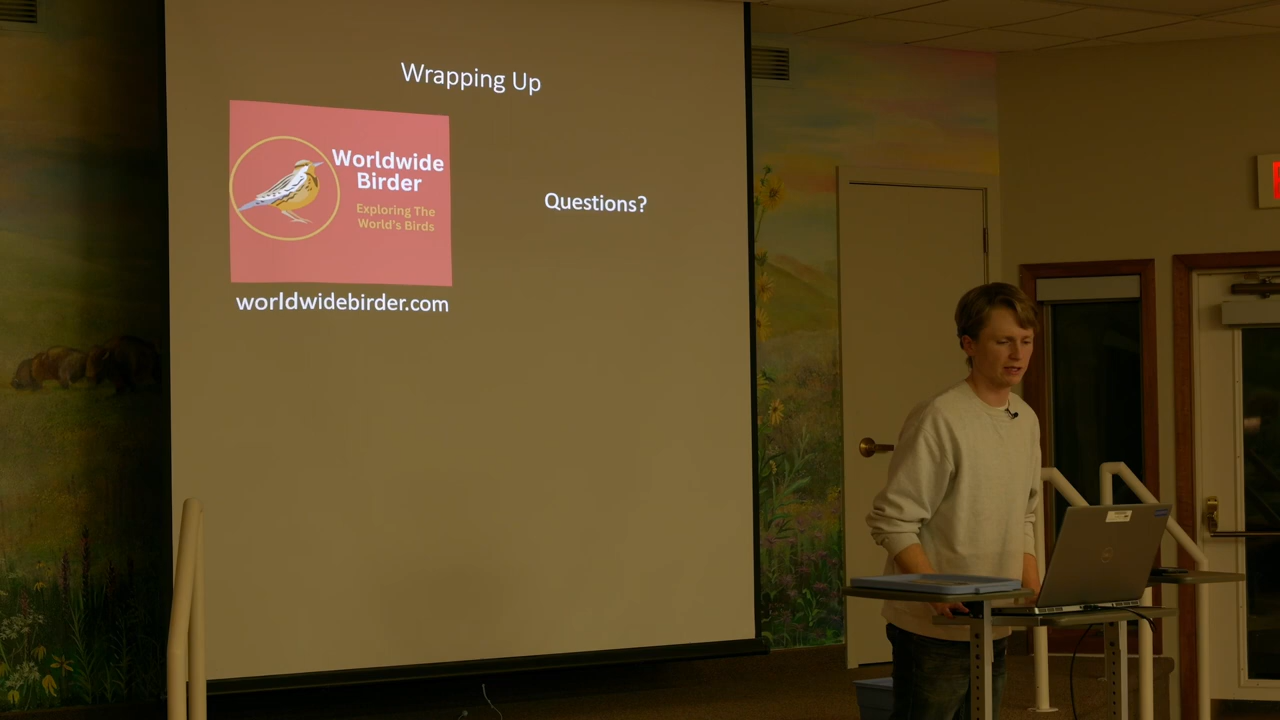 Wrapping Up
Worldwide
Birder
Exploring The
World's Birds
Questions?
worldwidebirder.com